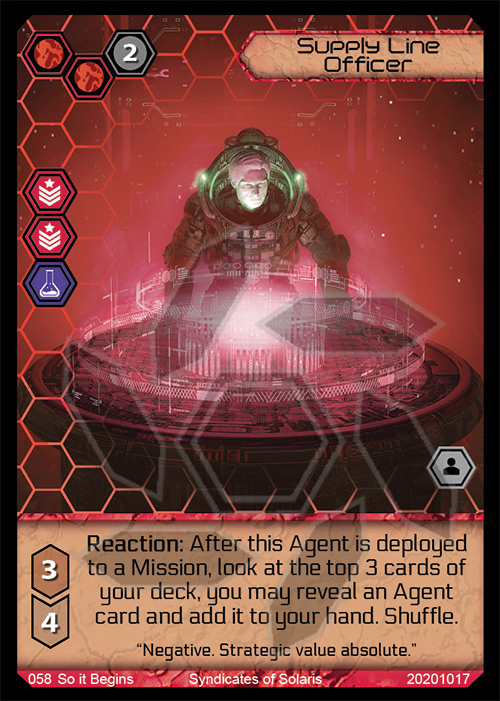 2
Supply Line
Officer
3
4
Reaction: After this Agent is deployed
to a Mission, look at the top 3 cards of
your deck, you may reveal an Agent
card and add it to your hand. Shuffle.
“Negative. Strategic value absolute.”
058 So it Begins Syndicates of Solaris 20201017